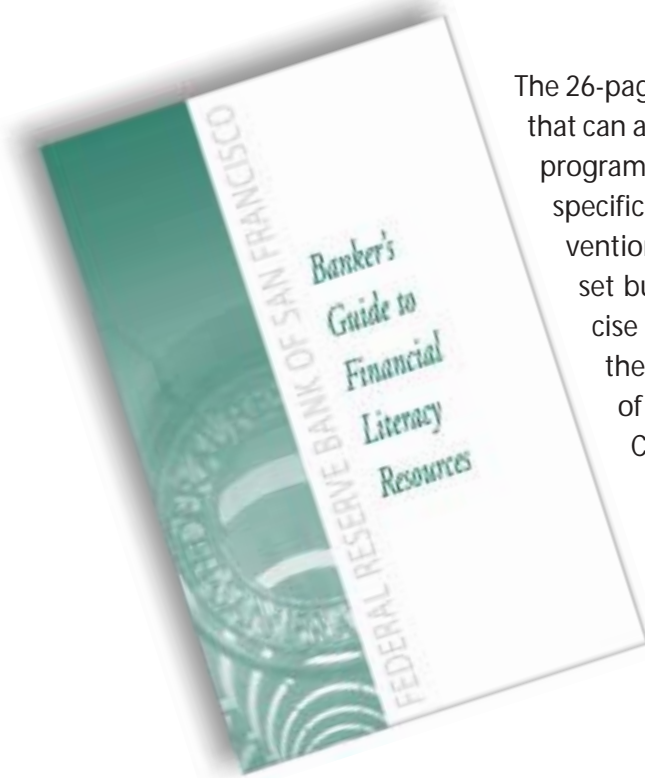 FEDERAL RESERVE BANK OF SAN FRANCISCO
Banker's
Guide to
Financial
Literacy
Resources
The 26-pag
that can a
program
specific
vention
set bu
cise
the
of
C